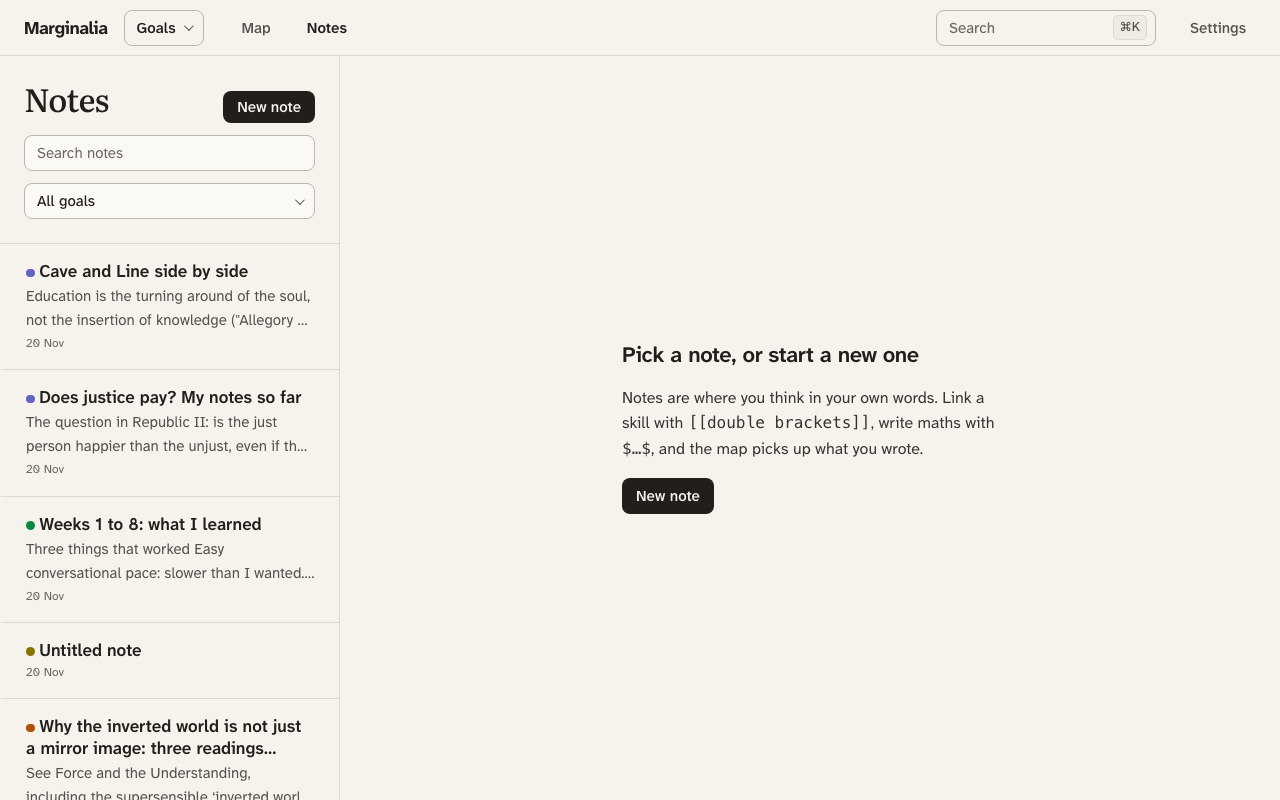 Marginalia
Goals
Map
Notes
Search
⌘K
Settings
Notes
New note
Search notes
All goals
Cave and Line side by side
Education is the turning around of the soul,
not the insertion of knowledge ("Allegory ...
20 Nov
Does justice pay? My notes so far
The question in Republic II: is the just
person happier than the unjust, even if th...
20 Nov
Weeks 1 to 8: what I learned
Three things that worked Easy
conversational pace: slower than I wanted....
20 Nov
Untitled note
20 Nov
Why the inverted world is not just
a mirror image: three readings...
See Force and the Understanding,
including the supersensible ‘inverted worl
Pick a note, or start a new one
Notes are where you think in your own words. Link a
skill with [[double brackets]], write maths with
$…$, and the map picks up what you wrote.
New note